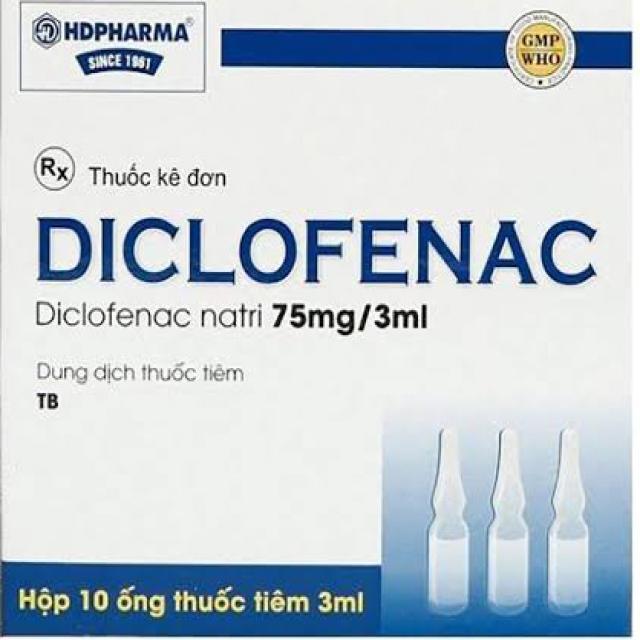 HDPHARMA®
SINCE 1961
GMP
WHO
Rx Thuốc kê đơn
DICLOFENAC
Diclofenac natri 75mg/3ml
Dung dịch thuốc tiêm
TB
Hộp 10 ống thuốc tiêm 3ml